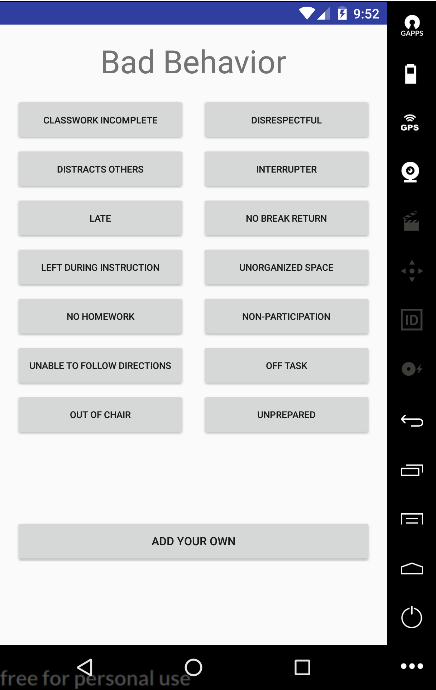 9:52
GAPPS
Bad Behavior
CLASSWORK INCOMPLETE
DISRESPECTFUL
GPS
DISTRACTS OTHERS
INTERRUPTER
LATE
NO BREAK RETURN
LEFT DURING INSTRUCTION
UNORGANIZED SPACE
ID
NO HOMEWORK
NON-PARTICIPATION
UNABLE TO FOLLOW DIRECTIONS
OFF TASK
OUT OF CHAIR
UNPREPARED
ADD YOUR OWN
free for personal use